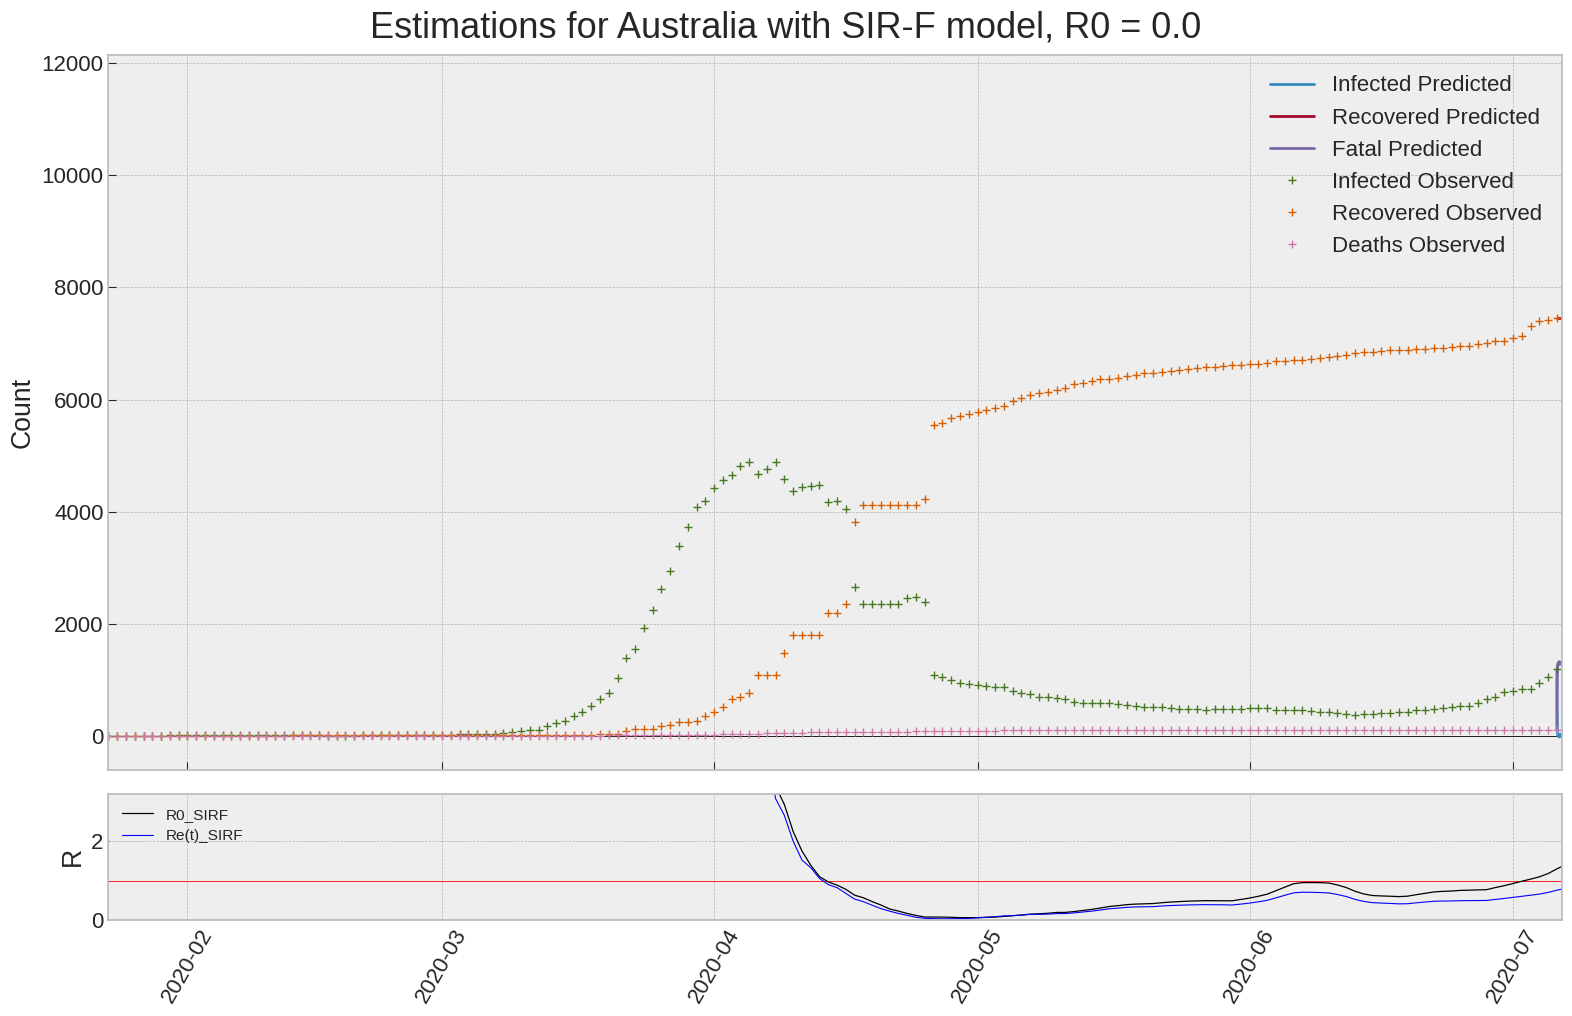 Estimations for Australia with SIR-F model, R0 = 0.0
12000
10000
8000
6000
4000
2000
0
Count
Infected Predicted
Recovered Predicted
Fatal Predicted
Infected Observed
Recovered Observed
Deaths Observed
R0_SIRF
Re(t)_SIRF
2
0
R
2020-02
2020-03
2020-04
2020-05
2020-06
2020-07